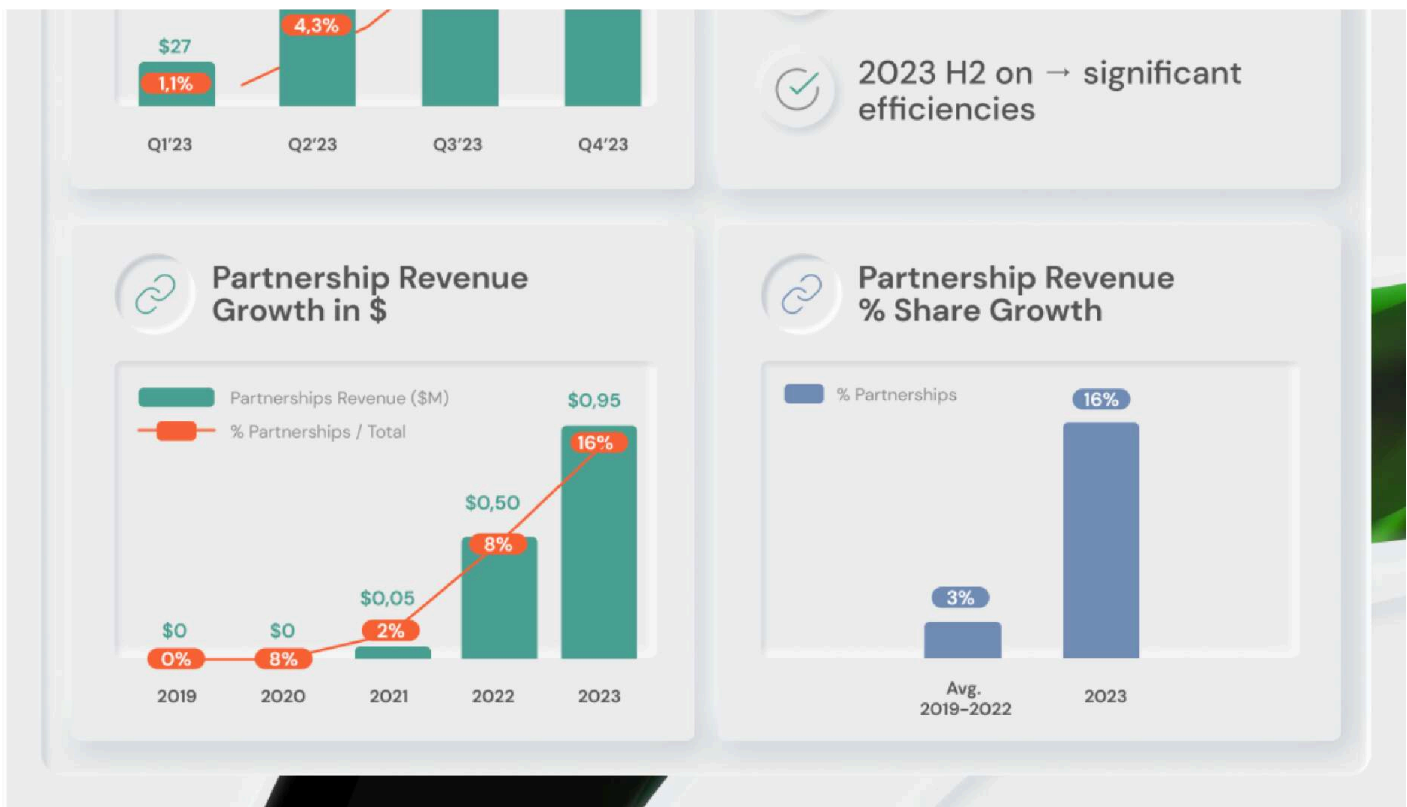 $27
4,3%
1,1%
Q1'23 Q2'23 Q3'23 Q4'23
2023 H2 on → significant
efficiencies
Partnership Revenue
Growth in $
Partnerships Revenue ($M)
% Partnerships / Total
$0,95
16%
$0,50
8%
$0,05
2%
$0 $0
0% 8%
2019 2020 2021 2022 2023
Partnership Revenue
% Share Growth
% Partnerships
16%
3%
Avg.
2019-2022
2023